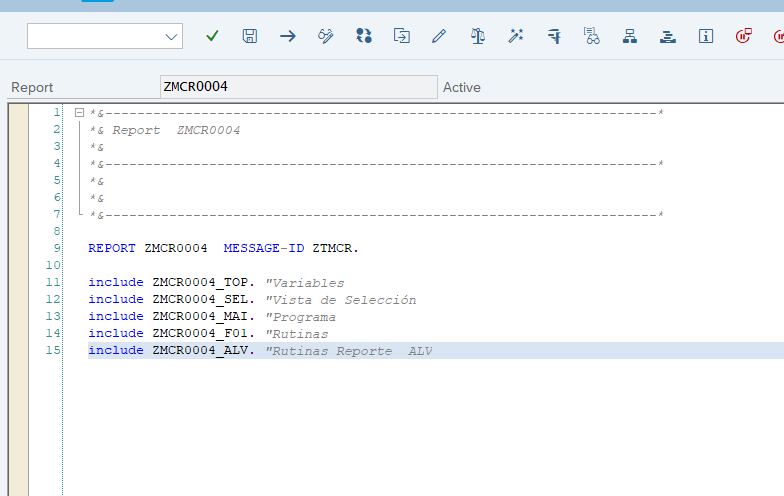 Report ZMCR0004 Active
1 *&---------------------------------------------------------------------*
2 *& Report  ZMCR0004
3 *&
4 *&---------------------------------------------------------------------*
5 *&
6 *&
7 *&---------------------------------------------------------------------*
8
9 REPORT ZMCR0004  MESSAGE-ID ZTMCR.
10
11 include ZMCR0004_TOP. "Variables
12 include ZMCR0004_SEL. "Vista de Selección
13 include ZMCR0004_MAI. "Programa
14 include ZMCR0004_F01. "Rutinas
15 include ZMCR0004_ALV. "Rutinas Reporte  ALV